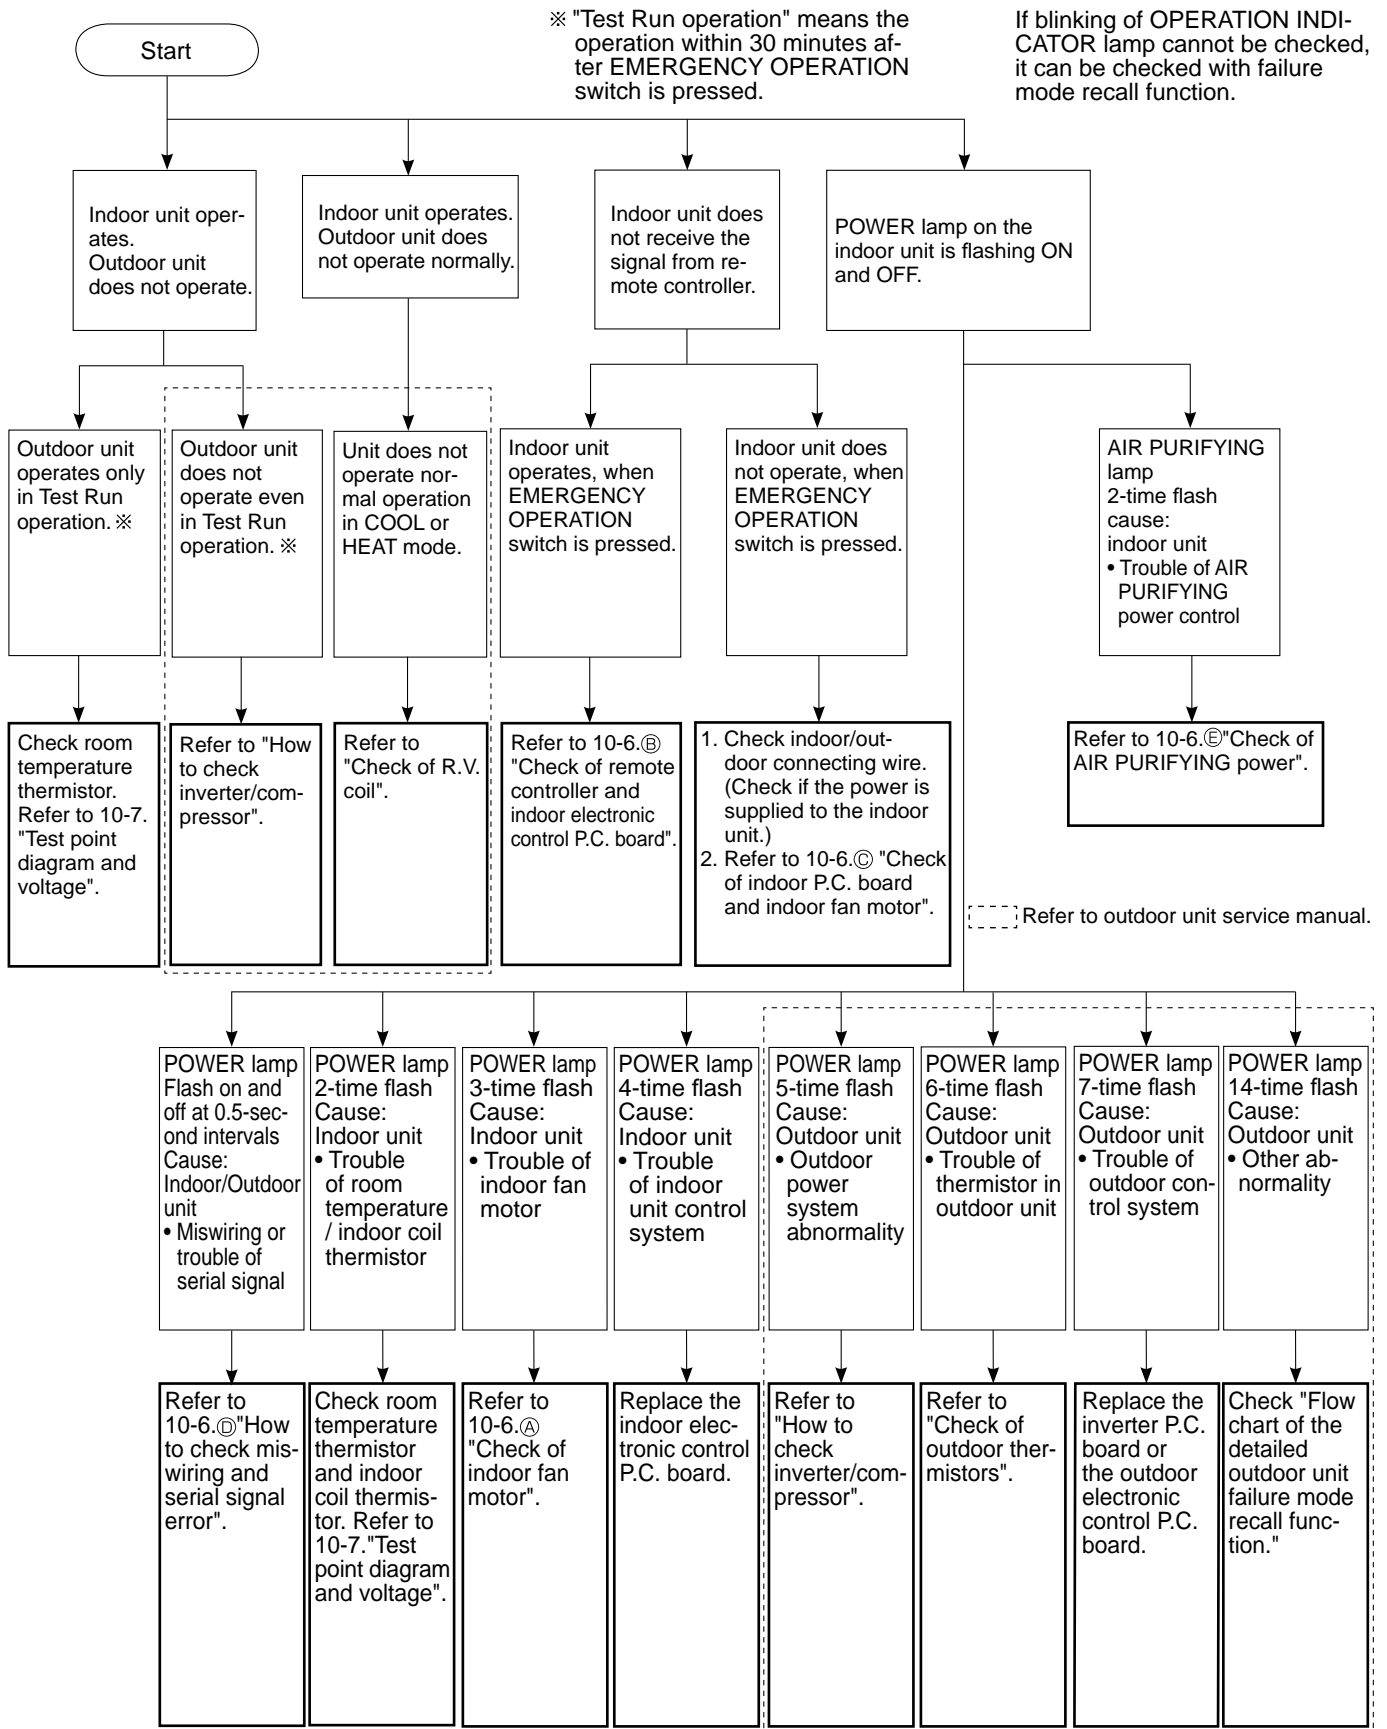 ※ "Test Run operation" means the
operation within 30 minutes af-
ter EMERGENCY OPERATION
switch is pressed.
If blinking of OPERATION INDI-
CATOR lamp cannot be checked,
it can be checked with failure
mode recall function.
Start
Indoor unit oper-
ates.
Outdoor unit
does not operate.
Indoor unit operates.
Outdoor unit does
not operate normally.
Indoor unit does
not receive the
signal from re-
mote controller.
POWER lamp on the
indoor unit is flashing ON
and OFF.
Outdoor unit
operates only
in Test Run
operation. ※
Outdoor unit
does not
operate even
in Test Run
operation. ※
Unit does not
operate nor-
mal operation
in COOL or
HEAT mode.
Indoor unit
operates, when
EMERGENCY
OPERATION
switch is pressed.
Indoor unit does
not operate, when
EMERGENCY
OPERATION
switch is pressed.
AIR PURIFYING
lamp
2-time flash
cause:
indoor unit
• Trouble of AIR
PURIFYING
power control
Check room
temperature
thermistor.
Refer to 10-7.
"Test point
diagram and
voltage".
Refer to "How
to check
inverter/com-
pressor".
Refer to
"Check of R.V.
coil".
Refer to 10-6.Ⓑ
"Check of remote
controller and
indoor electronic
control P.C. board".
1. Check indoor/out-
door connecting wire.
(Check if the power is
supplied to the indoor
unit.)
2. Refer to 10-6.Ⓒ "Check
of indoor P.C. board
and indoor fan motor".
Refer to 10-6.Ⓔ"Check of
AIR PURIFYING power".
Refer to outdoor unit service manual.
POWER lamp
Flash on and
off at 0.5-sec-
ond intervals
Cause:
Indoor/Outdoor
unit
• Miswiring or
trouble of
serial signal
POWER lamp
2-time flash
Cause:
Indoor unit
• Trouble
of room
temperature
/ indoor coil
thermistor
POWER lamp
3-time flash
Cause:
Indoor unit
• Trouble of
indoor fan
motor
POWER lamp
4-time flash
Cause:
Indoor unit
• Trouble
of indoor
unit control
system
POWER lamp
5-time flash
Cause:
Outdoor unit
• Outdoor
power
system
abnormality
POWER lamp
6-time flash
Cause:
Outdoor unit
• Trouble of
thermistor in
outdoor unit
POWER lamp
7-time flash
Cause:
Outdoor unit
• Trouble of
outdoor con-
trol system
POWER lamp
14-time flash
Cause:
Outdoor unit
• Other ab-
normality
Refer to
10-6.Ⓓ"How
to check mis-
wiring and
serial signal
error".
Check room
temperature
thermistor
and indoor
coil thermis-
tor. Refer to
10-7."Test
point diagram
and voltage".
Refer to
10-6.Ⓐ
"Check of
indoor fan
motor".
Replace the
indoor elec-
tronic control
P.C. board.
Refer to
"How to
check
inverter/com-
pressor".
Refer to
"Check of
outdoor ther-
mistors".
Replace the
inverter P.C.
board or
the outdoor
electronic
control P.C.
board.
Check "Flow
chart of the
detailed
outdoor unit
failure mode
recall func-
tion."